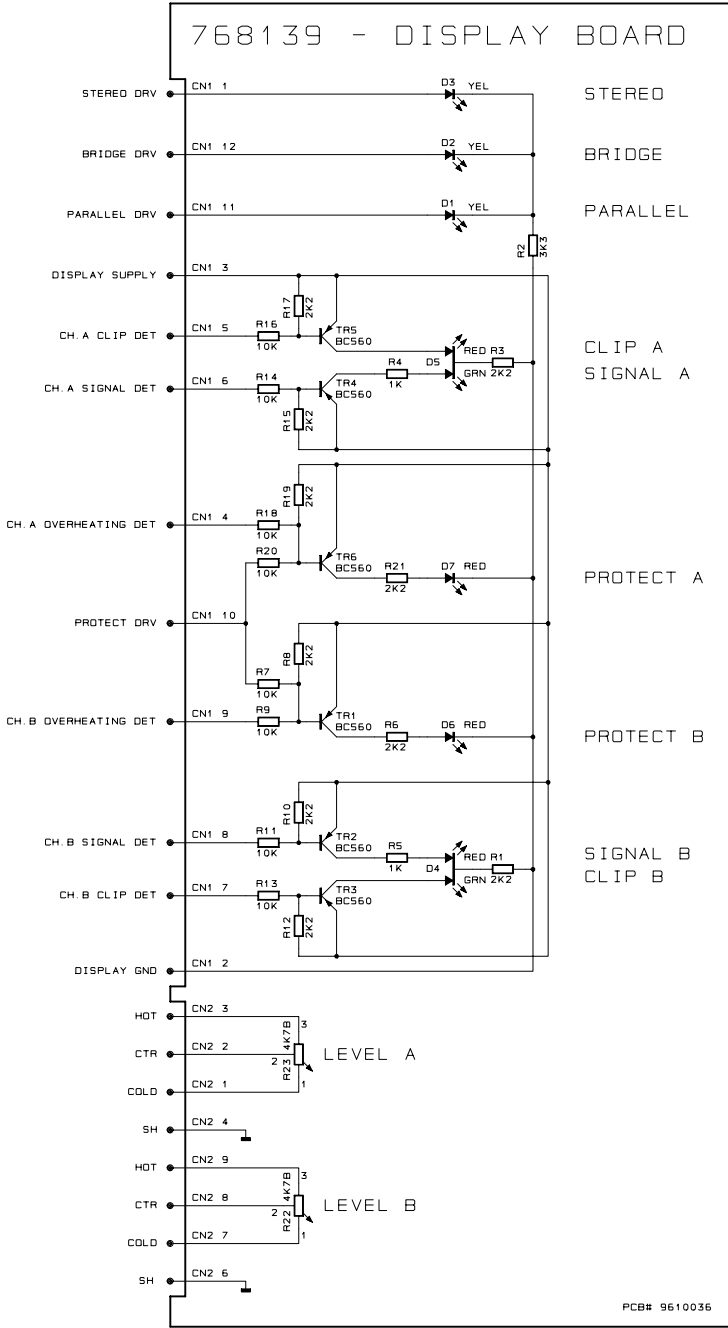 768139 - DISPLAY BOARD
STEREO DRV CN1 1 D3 YEL STEREO
BRIDGE DRV CN1 12 D2 YEL BRIDGE
PARALLEL DRV CN1 11 D1 YEL PARALLEL
R2 3K3
DISPLAY SUPPLY CN1 3
R17 2K2
CH.A CLIP DET CN1 5 R16 10K TR5 BC560 CLIP A
D5 RED R3
CH.A SIGNAL DET CN1 6 R14 10K TR4 BC560 R4 1K GRN 2K2 SIGNAL A
R15 2K2
R19 2K2
CH.A OVERHEATING DET CN1 4 R18 10K
R20 10K TR6 BC560 R21 2K2 D7 RED PROTECT A
PROTECT DRV CN1 10
R8 2K2
R7 10K
CH.B OVERHEATING DET CN1 9 R9 10K TR1 BC560 R6 2K2 D6 RED PROTECT B
R10 2K2
CH.B SIGNAL DET CN1 8 R11 10K TR2 BC560 R5 1K D4 RED R1 SIGNAL B
GRN 2K2 CLIP B
CH.B CLIP DET CN1 7 R13 10K TR3 BC560
R12 2K2
DISPLAY GND CN1 2
HOT CN2 3 3
CTR CN2 2 2 R23 4K7B LEVEL A
COLD CN2 1 1
SH CN2 4
HOT CN2 9 3
CTR CN2 8 2 R22 4K7B LEVEL B
COLD CN2 7 1
SH CN2 6
PCB# 9610036